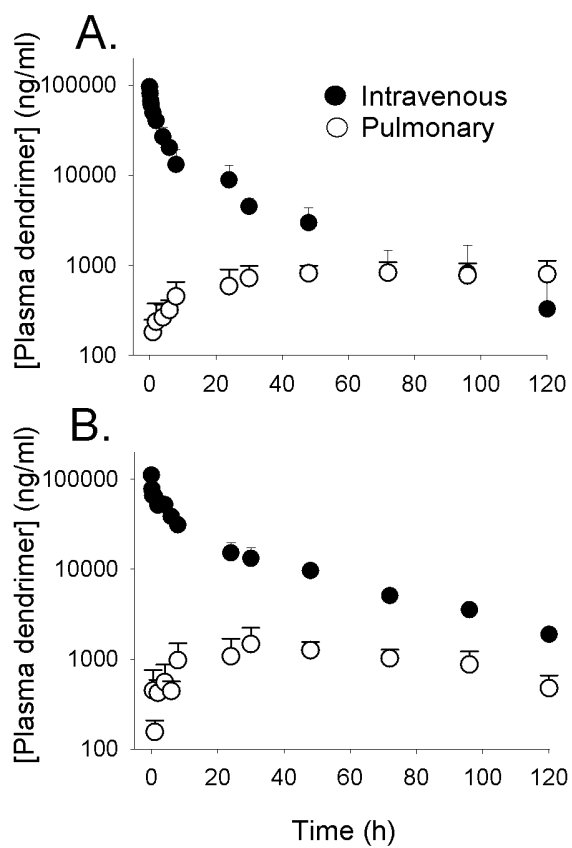 A.
[Plasma dendrimer] (ng/ml)
100000
10000
1000
100
Intravenous
Pulmonary
0 20 40 60 80 100 120
B.
[Plasma dendrimer] (ng/ml)
100000
10000
1000
100
0 20 40 60 80 100 120
Time (h)